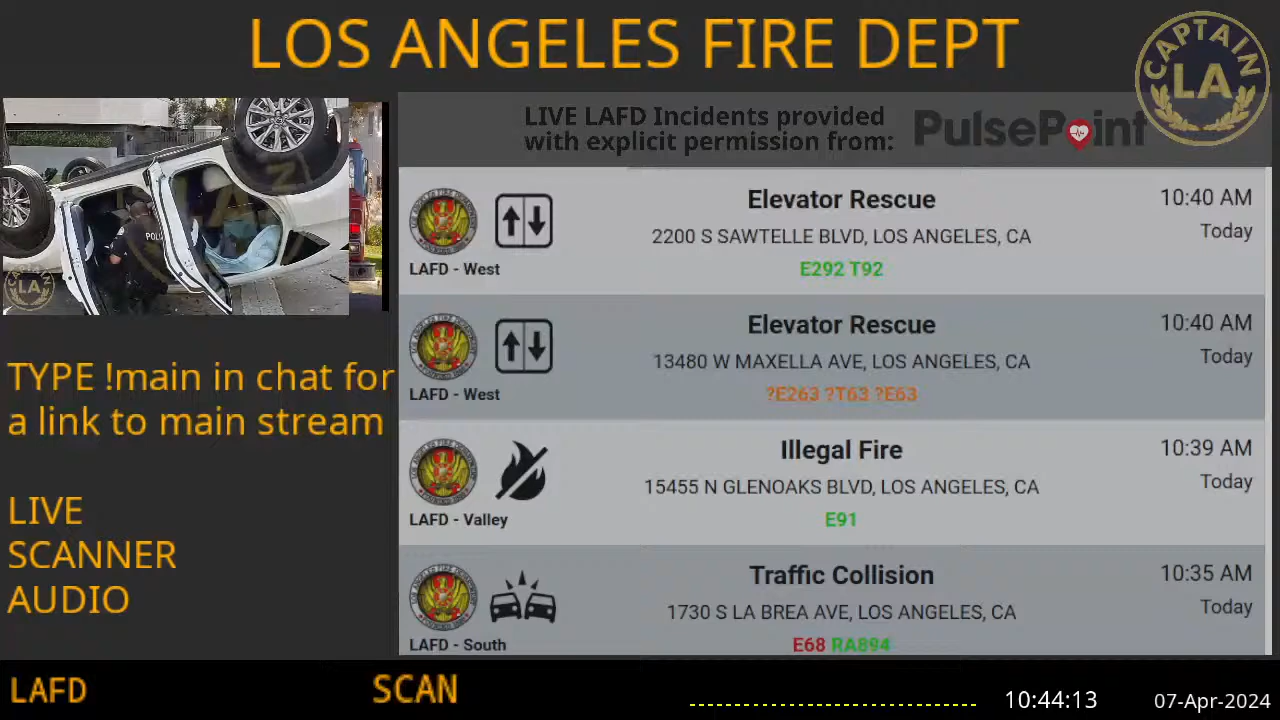 LOS ANGELES FIRE DEPT
CAPTAIN
LA
LIVE LAFD Incidents provided
with explicit permission from:
PulsePoint
Elevator Rescue
10:40 AM
2200 S SAWTELLE BLVD, LOS ANGELES, CA
Today
LAFD - West
E292 T92
Elevator Rescue
10:40 AM
13480 W MAXELLA AVE, LOS ANGELES, CA
Today
LAFD - West
?E263 ?T63 ?E63
Illegal Fire
10:39 AM
15455 N GLENOAKS BLVD, LOS ANGELES, CA
Today
LAFD - Valley
E91
Traffic Collision
10:35 AM
1730 S LA BREA AVE, LOS ANGELES, CA
Today
LAFD - South
E68 RA894
LA
TYPE !main in chat for
a link to main stream
LIVE
SCANNER
AUDIO
LAFD
SCAN
10:44:13
07-Apr-2024